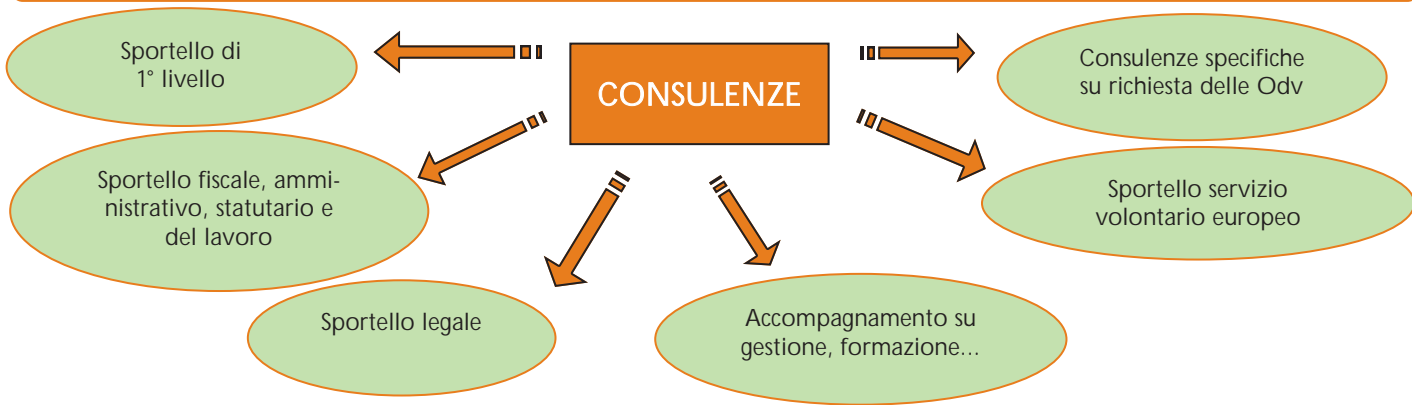 Sportello di
1° livello
CONSULENZE
Consulenze specifiche
su richiesta delle Odv
Sportello fiscale, ammi-
nistrativo, statutario e
del lavoro
Sportello servizio
volontario europeo
Sportello legale
Accompagnamento su
gestione, formazione...